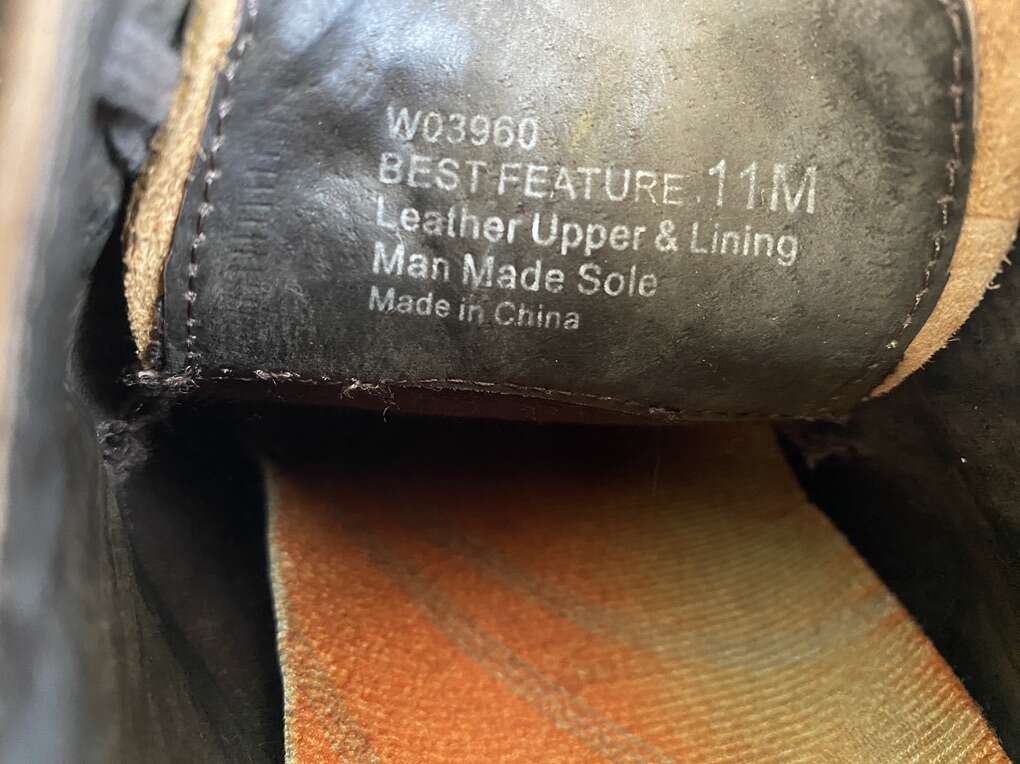 W03960
BEST FEATURE . 11M
Leather Upper & Lining
Man Made Sole
Made in China